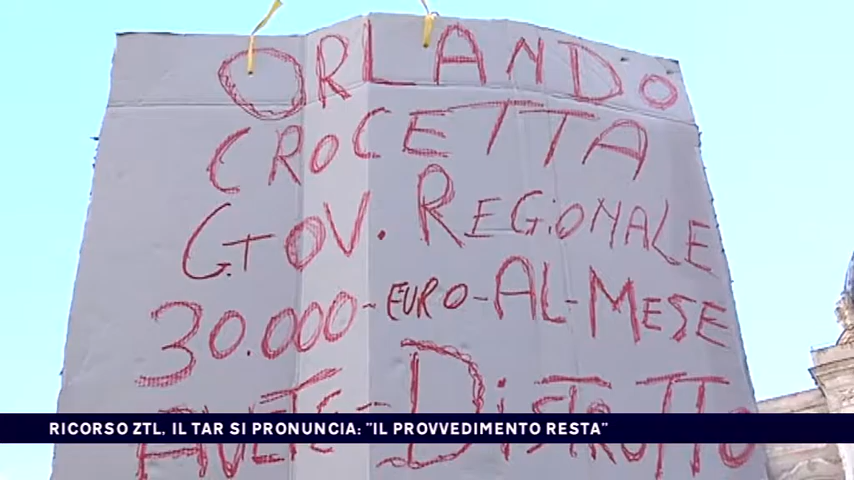 ORLANDO
CROCETTA
GOV. REGIONALE
30.000-EURO-AL-MESE
AVETE-DiSTRUTTO
RICORSO ZTL, IL TAR SI PRONUNCIA: "IL PROVVEDIMENTO RESTA"